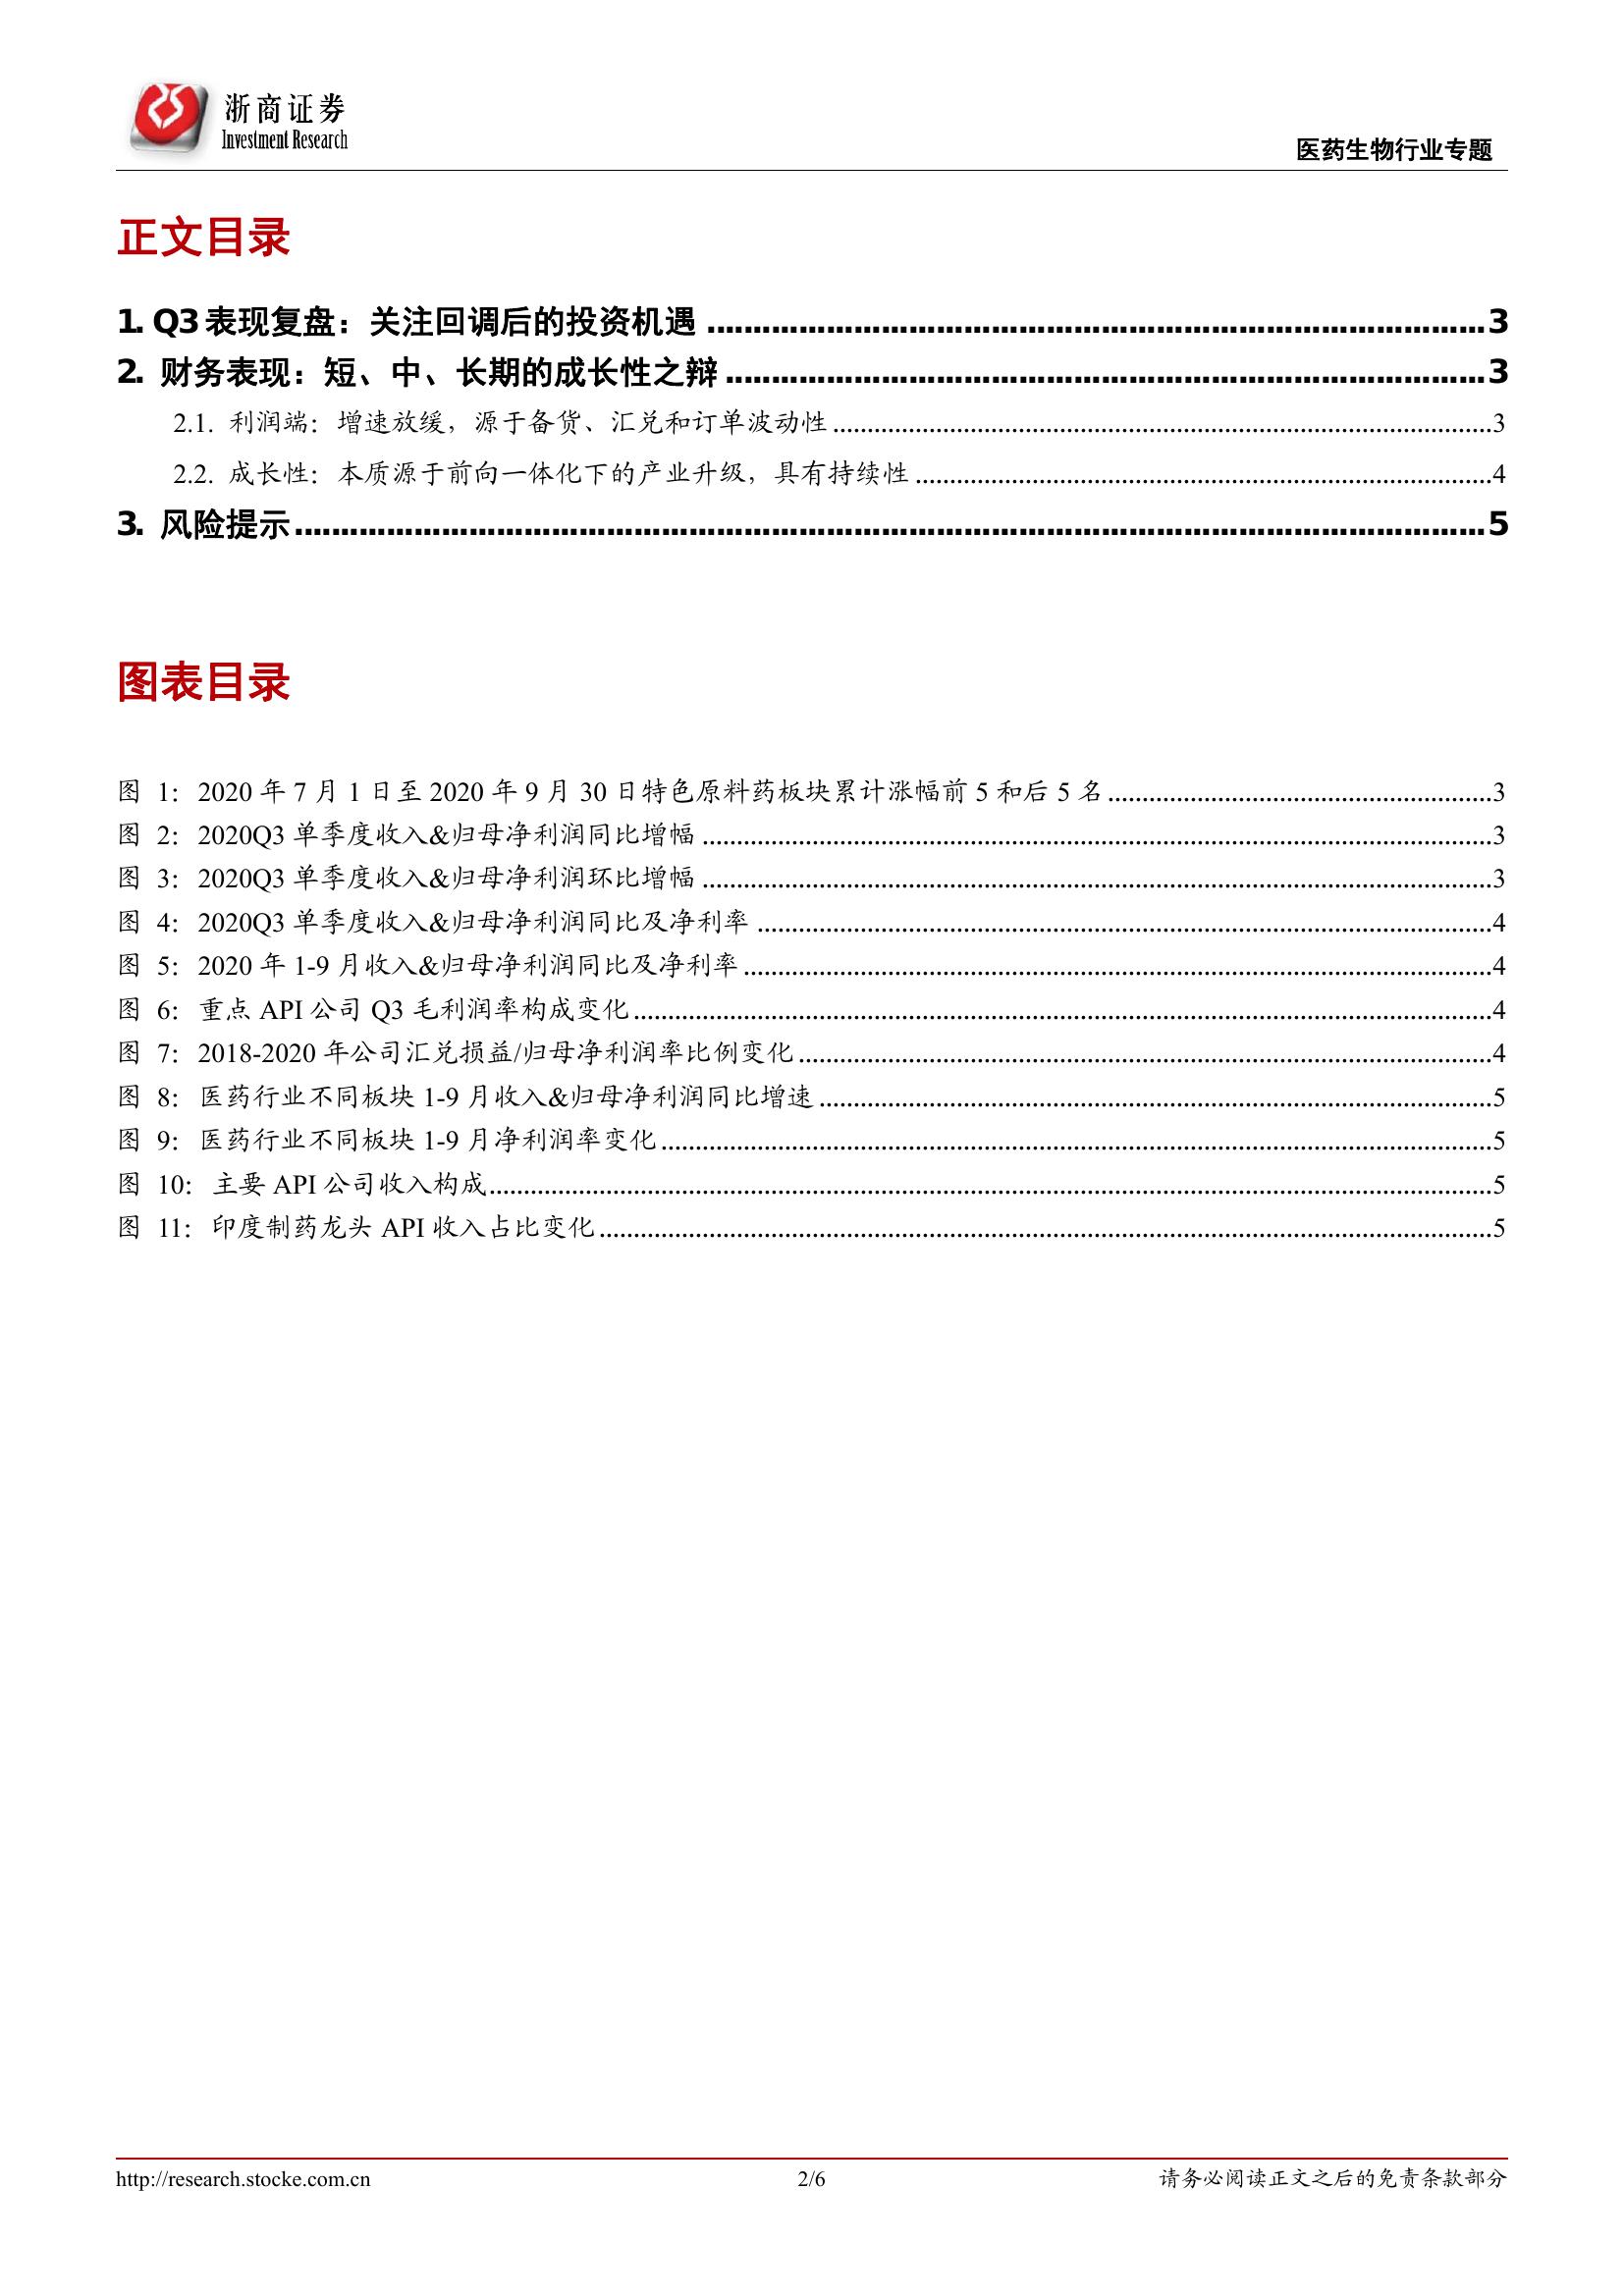 浙商证券
Investment Research
医药生物行业专题
正文目录
1. Q3 表现复盘：关注回调后的投资机遇 ........ 3
2. 财务表现：短、中、长期的成长性之辩 ........ 3
2.1. 利润端：增速放缓，源于备货、汇兑和订单波动性 ........ 3
2.2. 成长性：本质源于前向一体化下的产业升级，具有持续性 ........ 4
3. 风险提示 ........ 5
图表目录
图 1：2020 年 7 月 1 日至 2020 年 9 月 30 日特色原料药板块累计涨幅前 5 和后 5 名 ........ 3
图 2：2020Q3 单季度收入&归母净利润同比增幅 ........ 3
图 3：2020Q3 单季度收入&归母净利润环比增幅 ........ 3
图 4：2020Q3 单季度收入&归母净利润同比及净利率 ........ 4
图 5：2020 年 1-9 月收入&归母净利润同比及净利率 ........ 4
图 6：重点 API 公司 Q3 毛利润率构成变化 ........ 4
图 7：2018-2020 年公司汇兑损益/归母净利润率比例变化 ........ 4
图 8：医药行业不同板块 1-9 月收入&归母净利润同比增速 ........ 5
图 9：医药行业不同板块 1-9 月净利润率变化 ........ 5
图 10：主要 API 公司收入构成 ........ 5
图 11：印度制药龙头 API 收入占比变化 ........ 5
http://research.stocke.com.cn
2/6
请务必阅读正文之后的免责条款部分